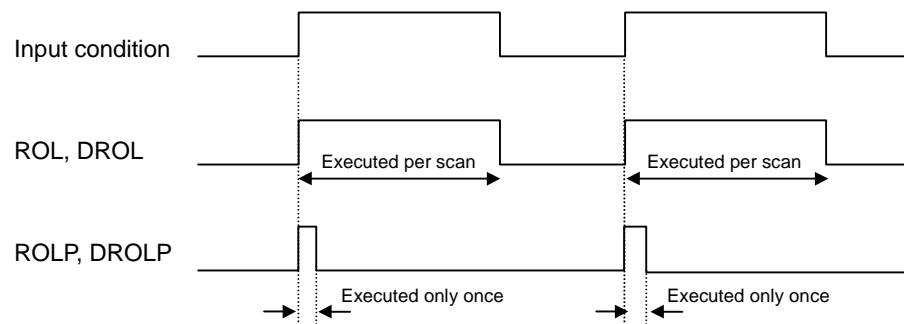 Input condition
ROL, DROL
Executed per scan
Executed per scan
ROLP, DROLP
Executed only once
Executed only once